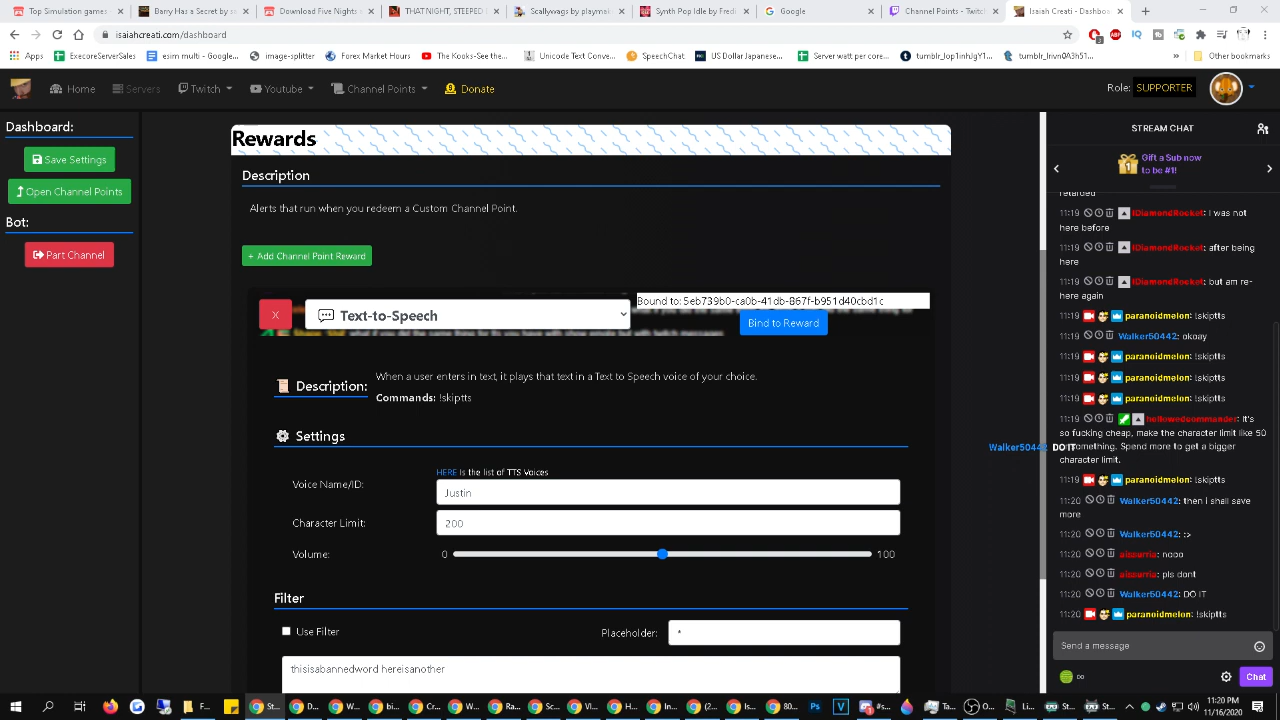 Top Simulation games
Barry Has a Secret by s
Download Five Nights
THAT NIGHT, STEEPED
Scallywags by playmak
Synth Pop Idle by Fredi
Google
Channels - Twitch
Isaiah Creati - Dashbo
isaiahcreati.com/dashboard
Apps
ExecoreServerSales
esim multi - Google...
image-splitter
Forex Market Hours
The Kooks-See the...
Unicode Text Conve...
SpeechChat
US Dollar Japanese...
Server watt per core...
Other bookmarks
Home
Servers
Twitch
Youtube
Channel Points
Donate
Role: SUPPORTER
Dashboard:
Save Settings
Open Channel Points
Bot:
Part Channel
Rewards
Description
Alerts that run when you redeem a Custom Channel Point.
+ Add Channel Point Reward
X
Text-to-Speech
Bound to: 5eb739b0-ca0b-41db-867f-b951d40cbd1c
Bind to Reward
Description:
When a user enters in text, it plays that text in a Text to Speech voice of your choice.
Commands: !skiptts
Settings
HERE is the list of TTS Voices
Voice Name/ID:
Justin
Character Limit:
200
Volume:
0
100
Filter
Use Filter
Placeholder:
*
thisisabannedword hereisanother
Walker50442: DO IT
STREAM CHAT
Gift a Sub now
to be #1!
retarded
11:19 IDiamondRocket: I was not
here before
11:19 IDiamondRocket: after being
here
11:19 IDiamondRocket: but am re-
here again
11:19 paranoidmelon: !skiptts
11:19 Walker50442: okoay
11:19 paranoidmelon: !skiptts
11:19 paranoidmelon: !skiptts
11:19 paranoidmelon: !skiptts
11:19 hallowedcommander: It's
so fucking cheap, make the character limit like 50
or something. Spend more to get a bigger
character limit.
11:19 paranoidmelon: !skiptts
11:20 Walker50442: then i shall save
more
11:20 Walker50442: :>
11:20 aisurria: nooo
11:20 aisurria: pls dont
11:20 Walker50442: DO IT
11:20 paranoidmelon: !skiptts
Send a message
∞
Chat
11:20 PM
11/16/2020